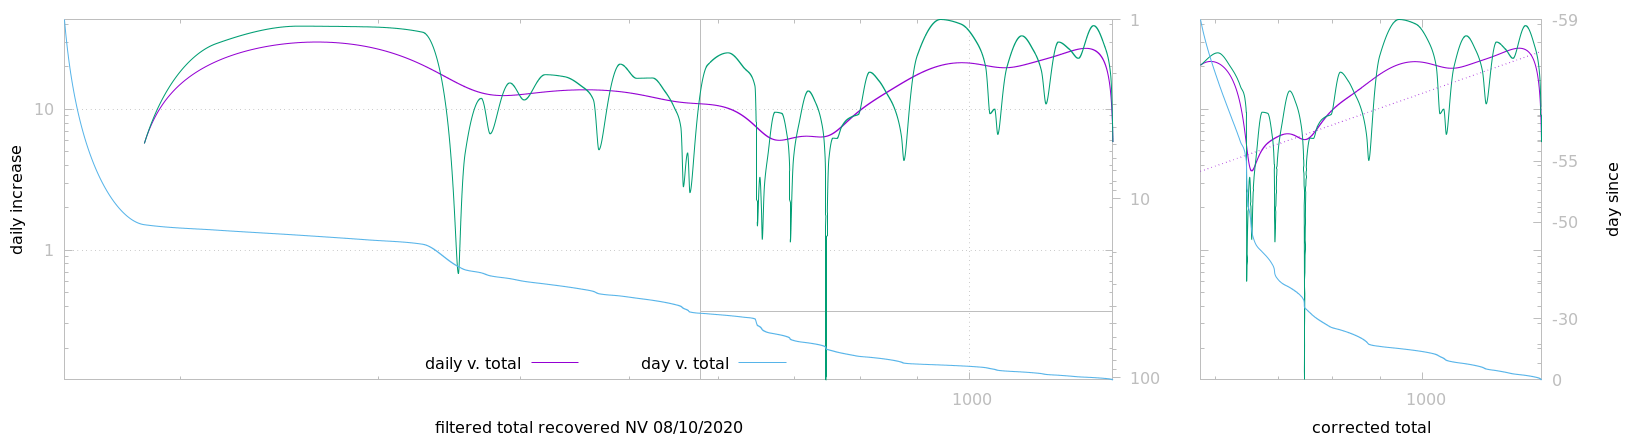 1
-59
10
-55
daily increase
10
-50
day since
1
-30
daily v. total
day v. total
100
0
1000
1000
filtered total recovered NV 08/10/2020
corrected total